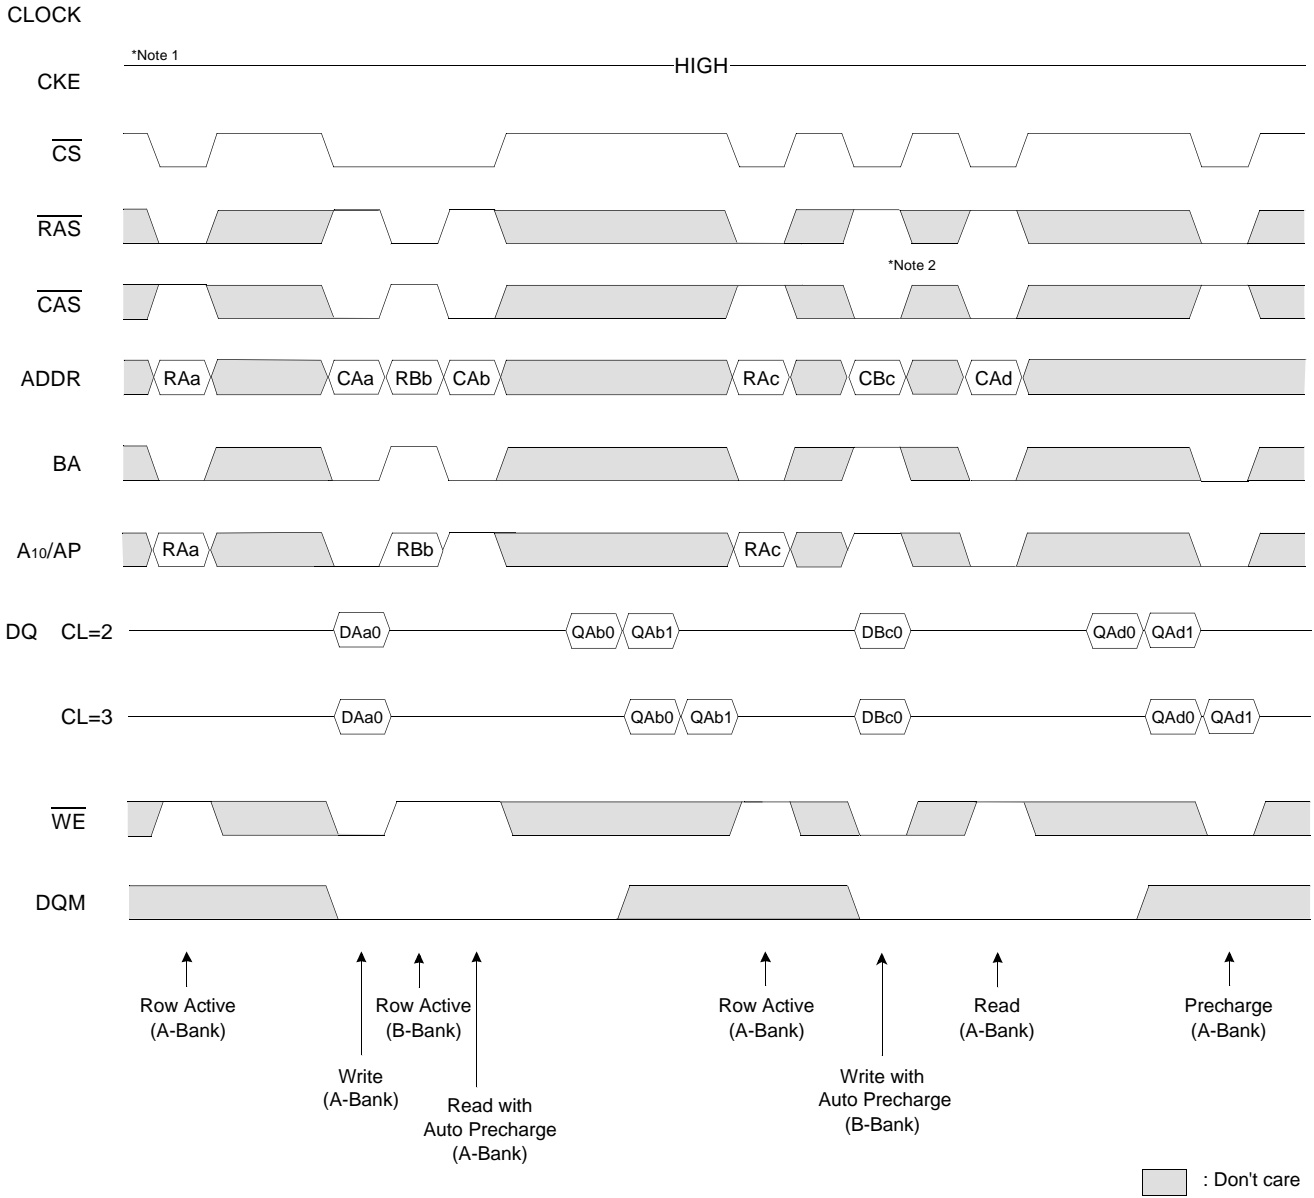 CLOCK
*Note 1
CKE
HIGH
CS
RAS
*Note 2
CAS
ADDR RAa CAa RBb CAb RAc CBc CAd
BA
A10/AP RAa RBb RAc
DQ CL=2 DAa0 QAb0 QAb1 DBc0 QAd0 QAd1
CL=3 DAa0 QAb0 QAb1 DBc0 QAd0 QAd1
WE
DQM
Row Active
(A-Bank)
Write
(A-Bank)
Row Active
(B-Bank)
Read with
Auto Precharge
(A-Bank)
Row Active
(A-Bank)
Write with
Auto Precharge
(B-Bank)
Read
(A-Bank)
Precharge
(A-Bank)
: Don't care